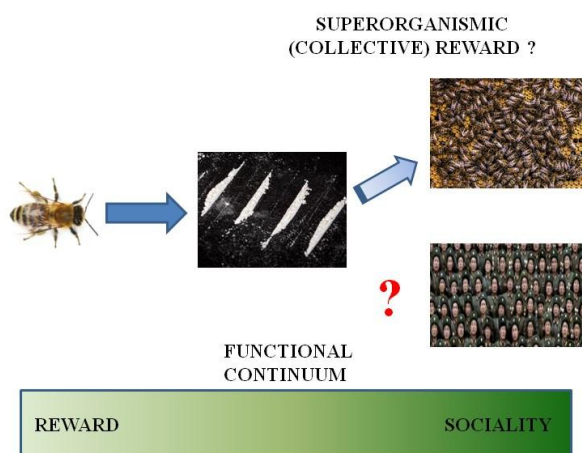 SUPERORGANISMIC
(COLLECTIVE) REWARD ?
?
FUNCTIONAL
CONTINUUM
REWARD
SOCIALITY